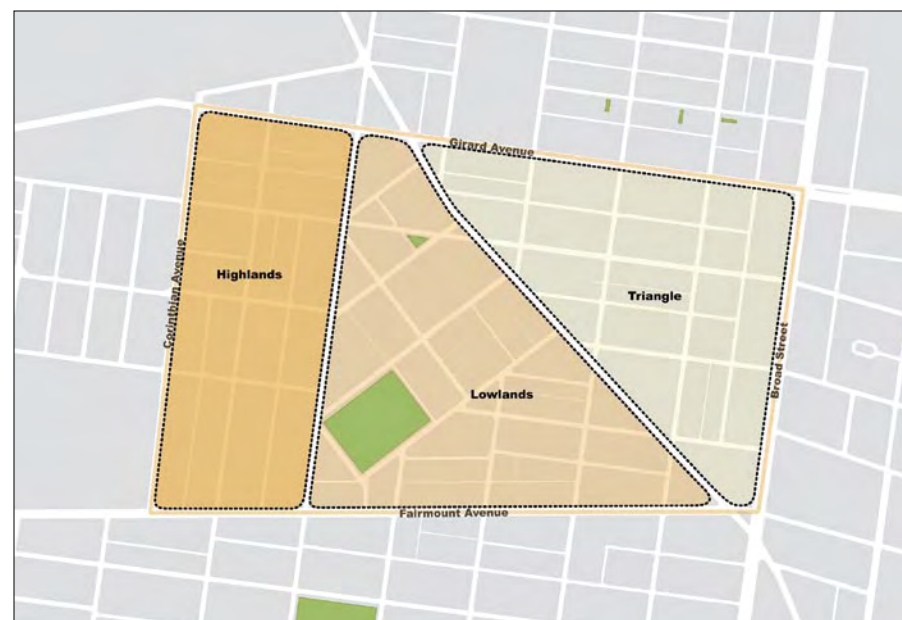 Girard Avenue
Highlands
Corinthian Avenue
Triangle
Broad Street
Lowlands
Fairmount Avenue